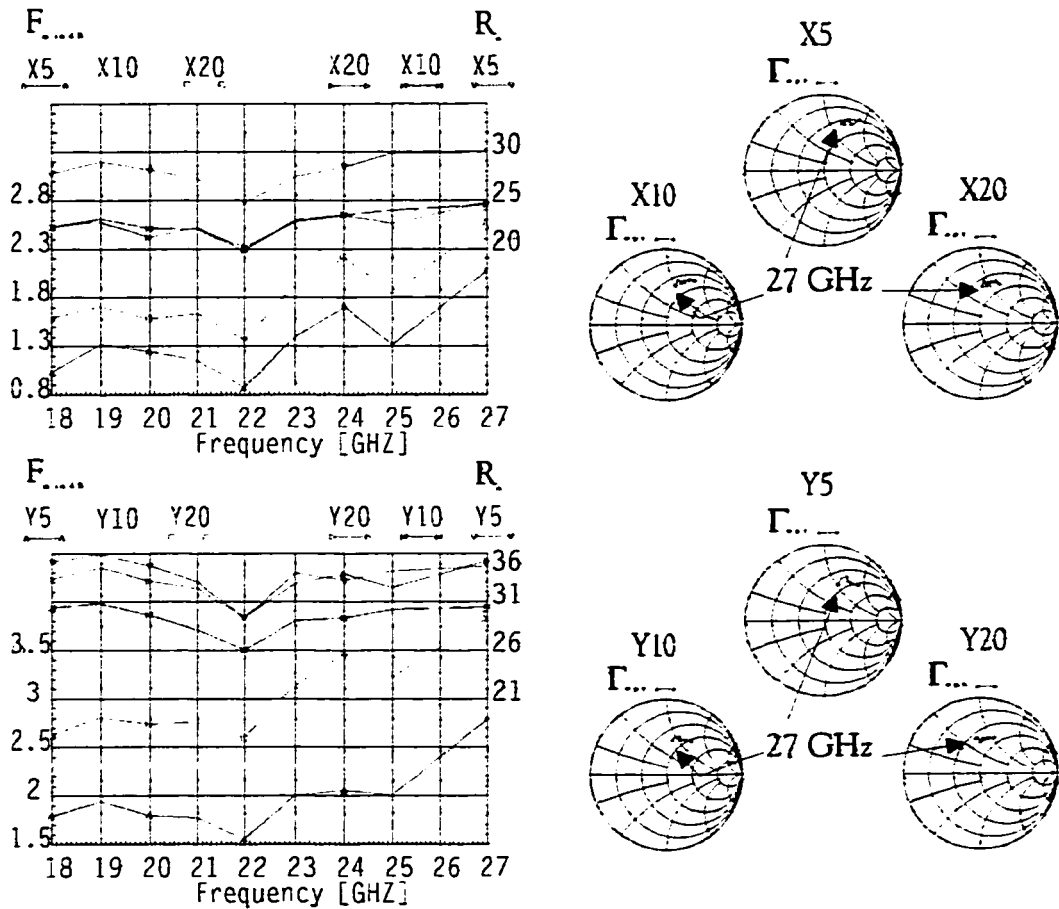 F R
X5 X10 X20 X20 X10 X5
30
2.8 25
2.3 20
1.8
1.3
0.8
18 19 20 21 22 23 24 25 26 27
Frequency [GHZ]
X5
Γ...
X10 X20
Γ... Γ...
27 GHz
F R
Y5 Y10 Y20 Y20 Y10 Y5
36
31
3.5 26
3 21
2.5
2
1.5
18 19 20 21 22 23 24 25 26 27
Frequency [GHZ]
Y5
Γ...
Y10 Y20
Γ... Γ...
27 GHz